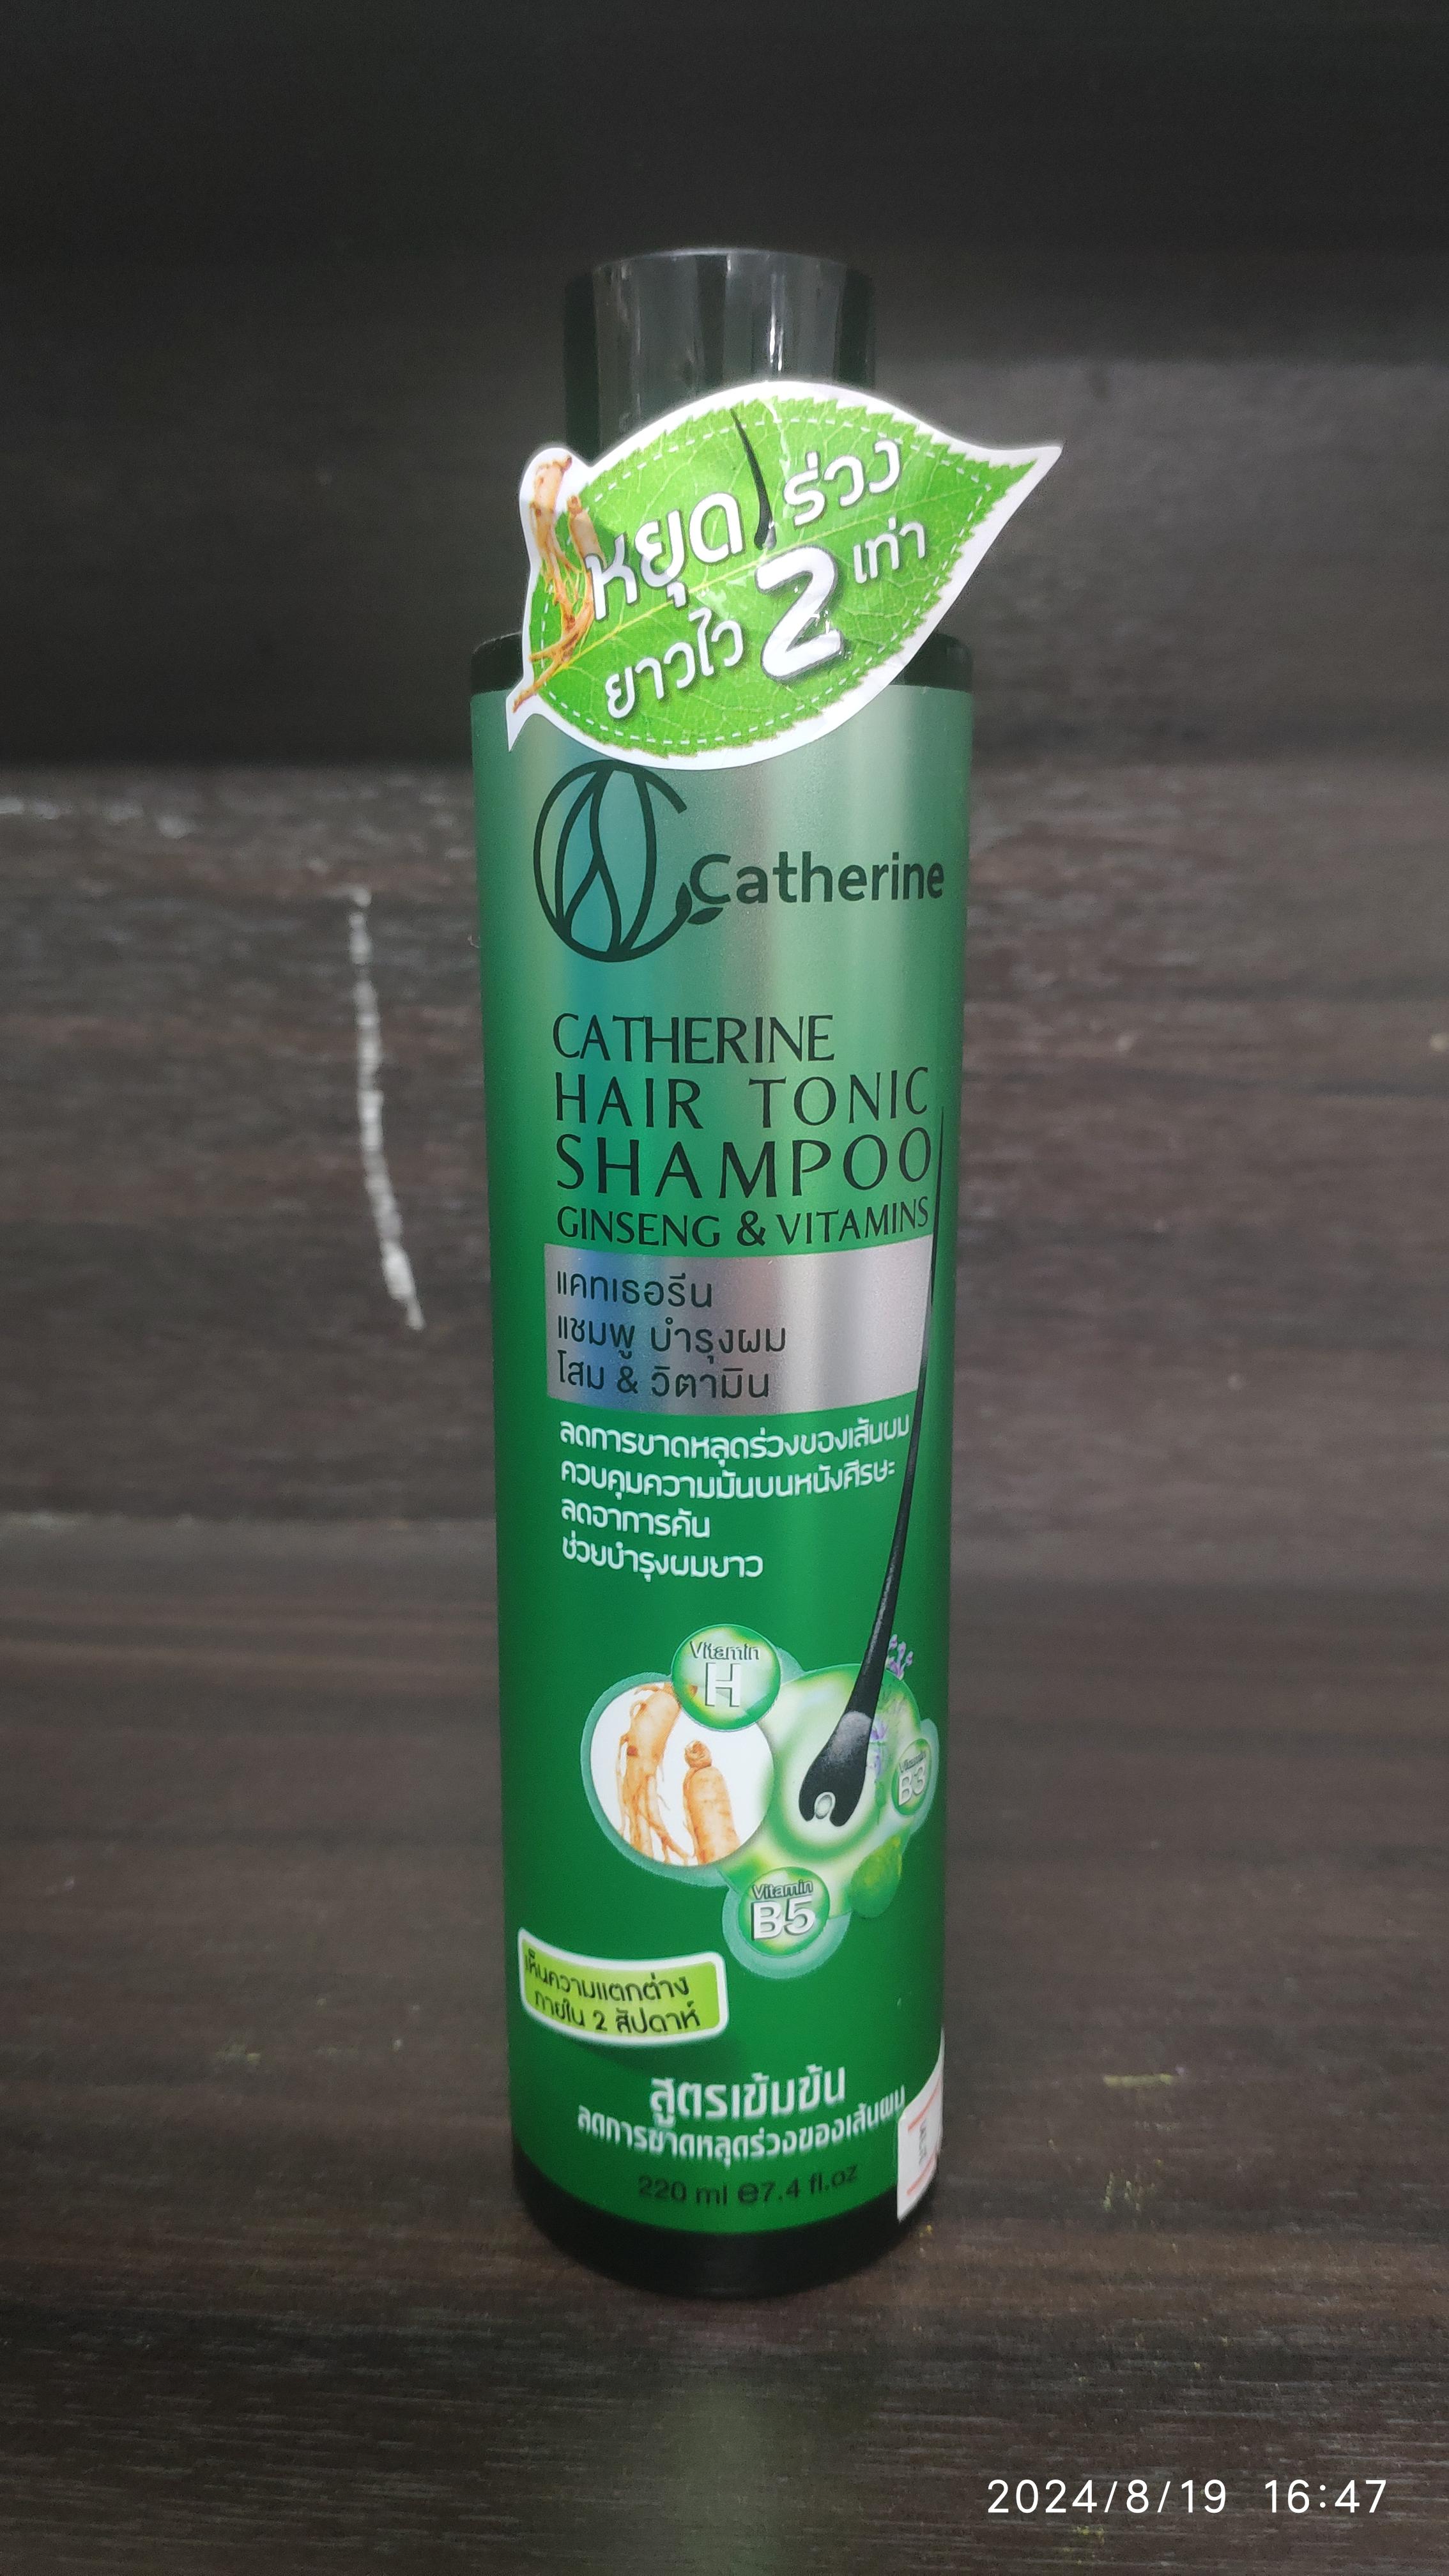 หยุดร่วง
ยาวไว 2 เท่า
Catherine
CATHERINE
HAIR TONIC
SHAMPOO
GINSENG & VITAMINS
แคทเธอรีน
แชมพู บำรุงผม
โสม & วิตามิน
ลดการขาดหลุดร่วงของเส้นผม
ควบคุมความมันบนหนังศีรษะ
ลดอาการคัน
ช่วยบำรุงผมยาว
Vitamin
H
Vitamin
B3
Vitamin
B5
เห็นความแตกต่าง
ภายใน 2 สัปดาห์
สูตรเข้มข้น
ลดการขาดหลุดร่วงของเส้นผม
220 ml e7.4 fl.oz
2024/8/19 16:47